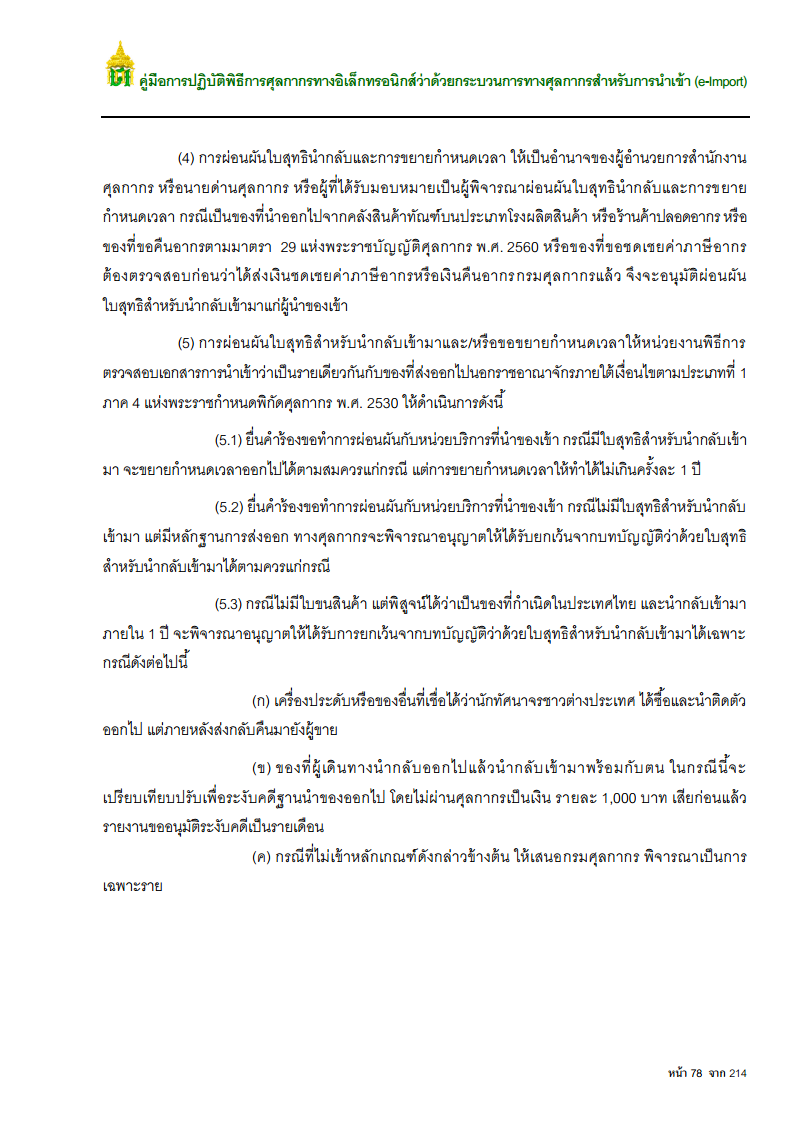 คู่มือการปฏิบัติพิธีการศุลกากรทางอิเล็กทรอนิกส์ว่าด้วยกระบวนการทางศุลกากรสำหรับการนำเข้า (e-Import)
(4) การผ่อนผันใบสุทธินำกลับและการขยายกำหนดเวลา ให้เป็นอำนาจของผู้อำนวยการสำนักงาน
ศุลกากร หรือนายด่านศุลกากร หรือผู้ที่ได้รับมอบหมายเป็นผู้พิจารณาผ่อนผันใบสุทธินำกลับและการขยาย
กำหนดเวลา กรณีเป็นของที่นำออกไปจากคลังสินค้าทัณฑ์บนประเภทโรงผลิตสินค้า หรือร้านค้าปลอดอากร หรือ
ของที่ขอคืนอากรตามมาตรา 29 แห่งพระราชบัญญัติศุลกากร พ.ศ. 2560 หรือของที่ขอชดเชยค่าภาษีอากร
ต้องตรวจสอบก่อนว่าได้ส่งเงินชดเชยค่าภาษีอากรหรือเงินคืนอากรกรมศุลกากรแล้ว จึงจะอนุมัติผ่อนผัน
ใบสุทธิสำหรับนำกลับเข้ามาแก่ผู้นำของเข้า
(5) การผ่อนผันใบสุทธิสำหรับนำกลับเข้ามาและ/หรือขอขยายกำหนดเวลาให้หน่วยงานพิธีการ
ตรวจสอบเอกสารการนำเข้าว่าเป็นรายเดียวกันกับของที่ส่งออกไปนอกราชอาณาจักรภายใต้เงื่อนไขตามประเภทที่ 1
ภาค 4 แห่งพระราชกำหนดพิกัดศุลกากร พ.ศ. 2530 ให้ดำเนินการดังนี้
(5.1) ยื่นคำร้องขอทำการผ่อนผันกับหน่วยบริการที่นำของเข้า กรณีมีใบสุทธิสำหรับนำกลับเข้า
มา จะขยายกำหนดเวลาออกไปได้ตามสมควรแก่กรณี แต่การขยายกำหนดเวลาให้ทำได้ไม่เกินครั้งละ 1 ปี
(5.2) ยื่นคำร้องขอทำการผ่อนผันกับหน่วยบริการที่นำของเข้า กรณีไม่มีใบสุทธิสำหรับนำกลับ
เข้ามา แต่มีหลักฐานการส่งออก ทางศุลกากรจะพิจารณาอนุญาตให้ได้รับยกเว้นจากบทบัญญัติว่าด้วยใบสุทธิ
สำหรับนำกลับเข้ามาได้ตามควรแก่กรณี
(5.3) กรณีไม่มีใบขนสินค้า แต่พิสูจน์ได้ว่าเป็นของที่กำเนิดในประเทศไทย และนำกลับเข้ามา
ภายใน 1 ปี จะพิจารณาอนุญาตให้ได้รับการยกเว้นจากบทบัญญัติว่าด้วยใบสุทธิสำหรับนำกลับเข้ามาได้เฉพาะ
กรณีดังต่อไปนี้
(ก) เครื่องประดับหรือของอื่นที่เชื่อได้ว่านักทัศนาจรชาวต่างประเทศ ได้ซื้อและนำติดตัว
ออกไป แต่ภายหลังส่งกลับคืนมายังผู้ขาย
(ข) ของที่ผู้เดินทางนำกลับออกไปแล้วนำกลับเข้ามาพร้อมกับตน ในกรณีนี้จะ
เปรียบเทียบปรับเพื่อระงับคดีฐานนำของออกไป โดยไม่ผ่านศุลกากรเป็นเงิน รายละ 1,000 บาท เสียก่อนแล้ว
รายงานขออนุมัติระงับคดีเป็นรายเดือน
(ค) กรณีที่ไม่เข้าหลักเกณฑ์ดังกล่าวข้างต้น ให้เสนอกรมศุลกากร พิจารณาเป็นการ
เฉพาะราย
หน้า 78 จาก 214